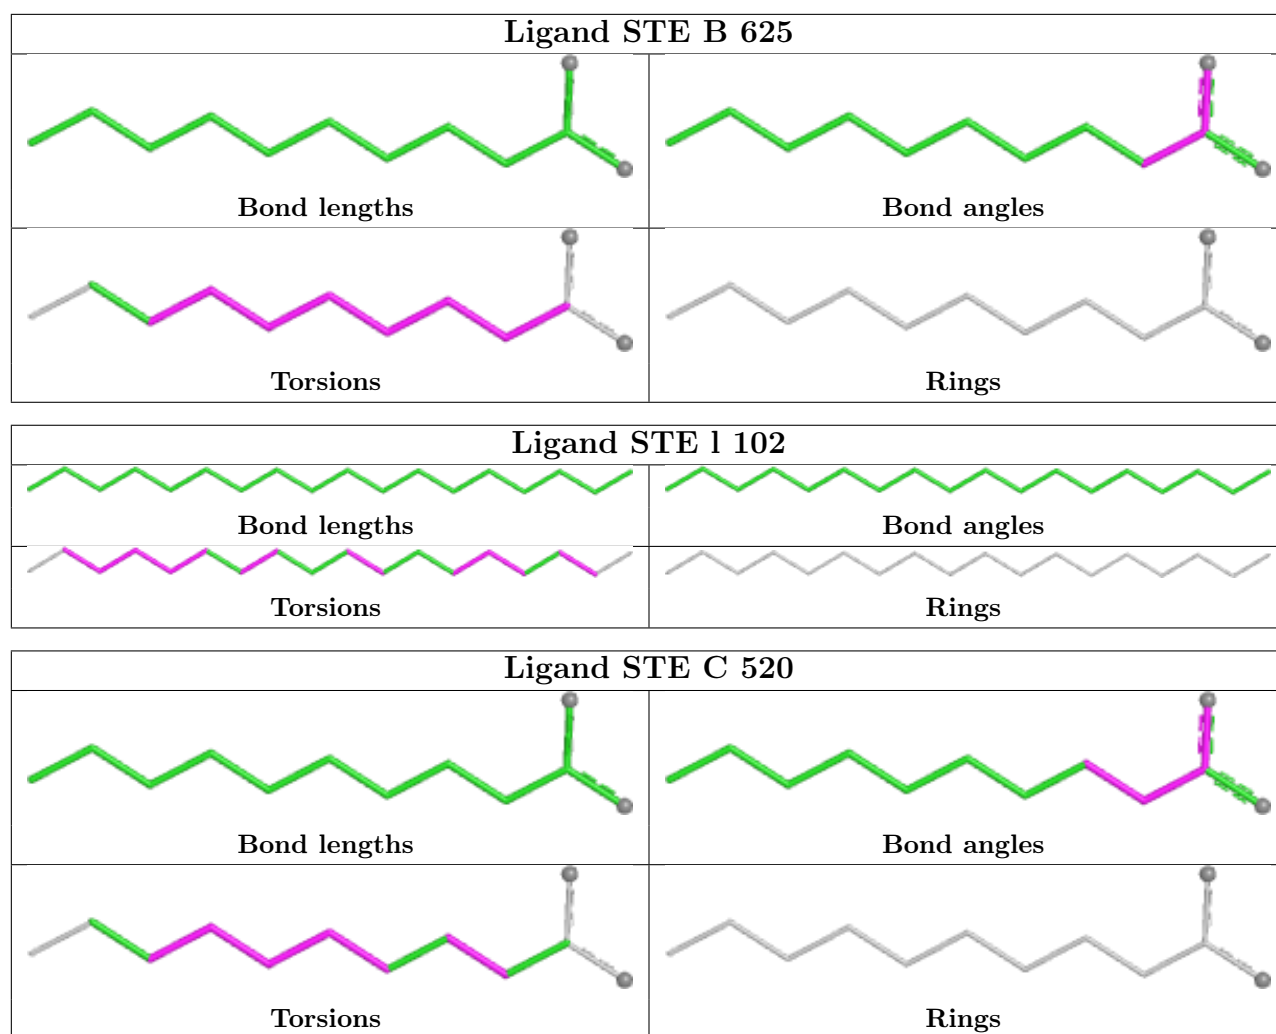 Ligand STE B 625
Bond lengths
Bond angles
Torsions
Rings
Ligand STE l 102
Bond lengths
Bond angles
Torsions
Rings
Ligand STE C 520
Bond lengths
Bond angles
Torsions
Rings